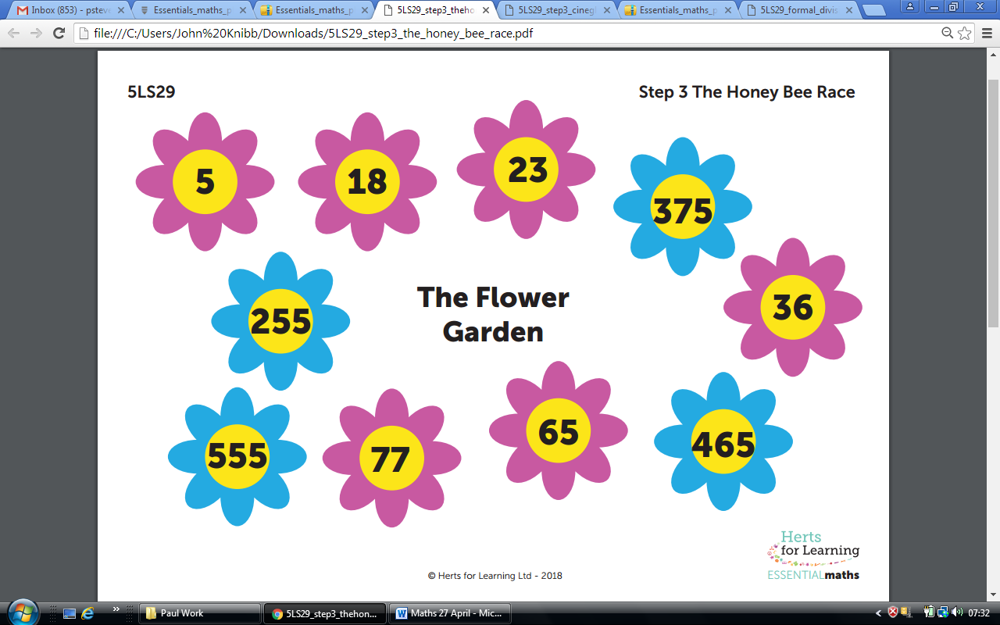 Inbox (853) - pstev
Essentials_maths_p
Essentials_maths_p
5LS29_step3_theho
5LS29_step3_cineg
Essentials_maths_p
5LS29_formal_divis
file:///C:/Users/John%20Knibb/Downloads/5LS29_step3_the_honey_bee_race.pdf
5LS29
Step 3 The Honey Bee Race
5
18
23
375
255
The Flower
Garden
36
555
77
65
465
Herts
for Learning
ESSENTIALmaths
© Herts for Learning Ltd - 2018
Paul Work
5LS29_step3_thehon...
Maths 27 April - Mic...
07:32